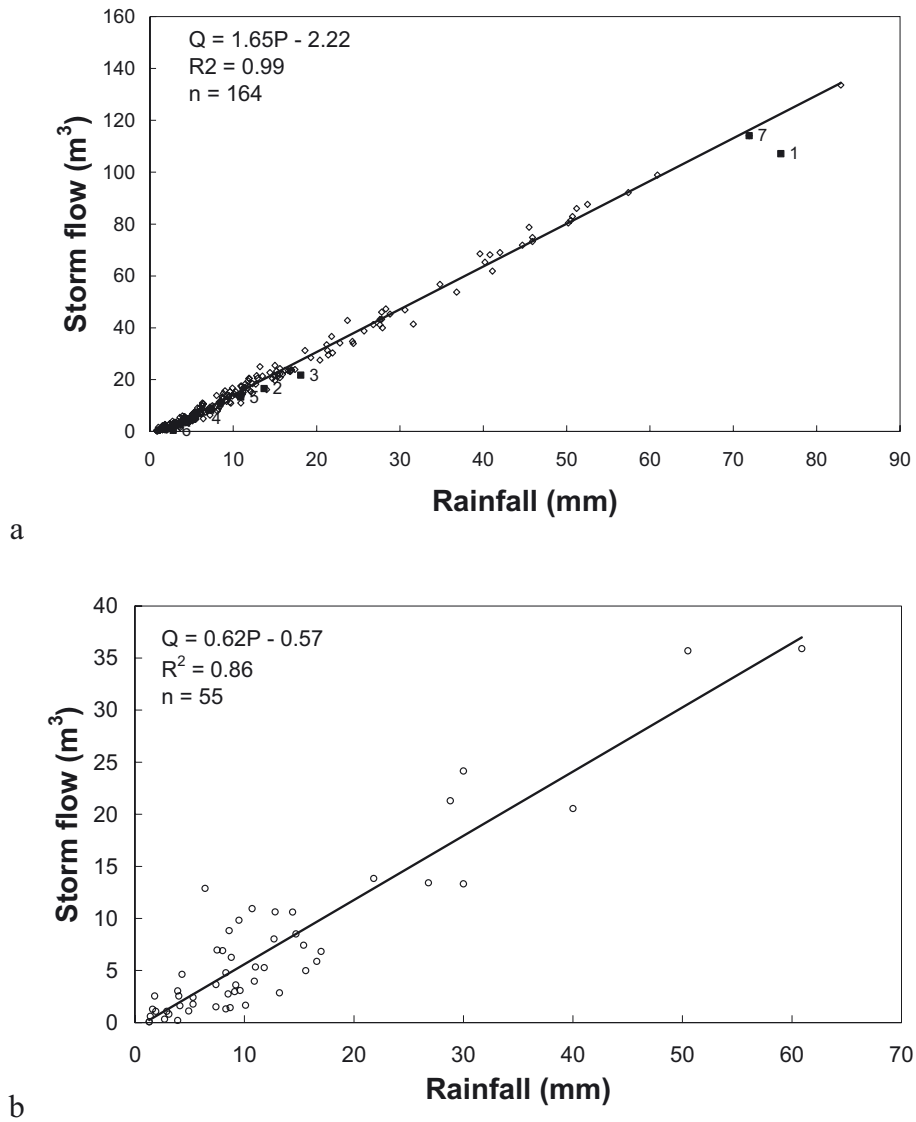 160
140
120
100
80
60
40
20
0
Storm flow (m³)
Q = 1.65P - 2.22
R2 = 0.99
n = 164
7
1
3
2
5
4
6
0 10 20 30 40 50 60 70 80 90
Rainfall (mm)
a
40
35
30
25
20
15
10
5
0
Storm flow (m³)
Q = 0.62P - 0.57
R² = 0.86
n = 55
0 10 20 30 40 50 60 70
Rainfall (mm)
b